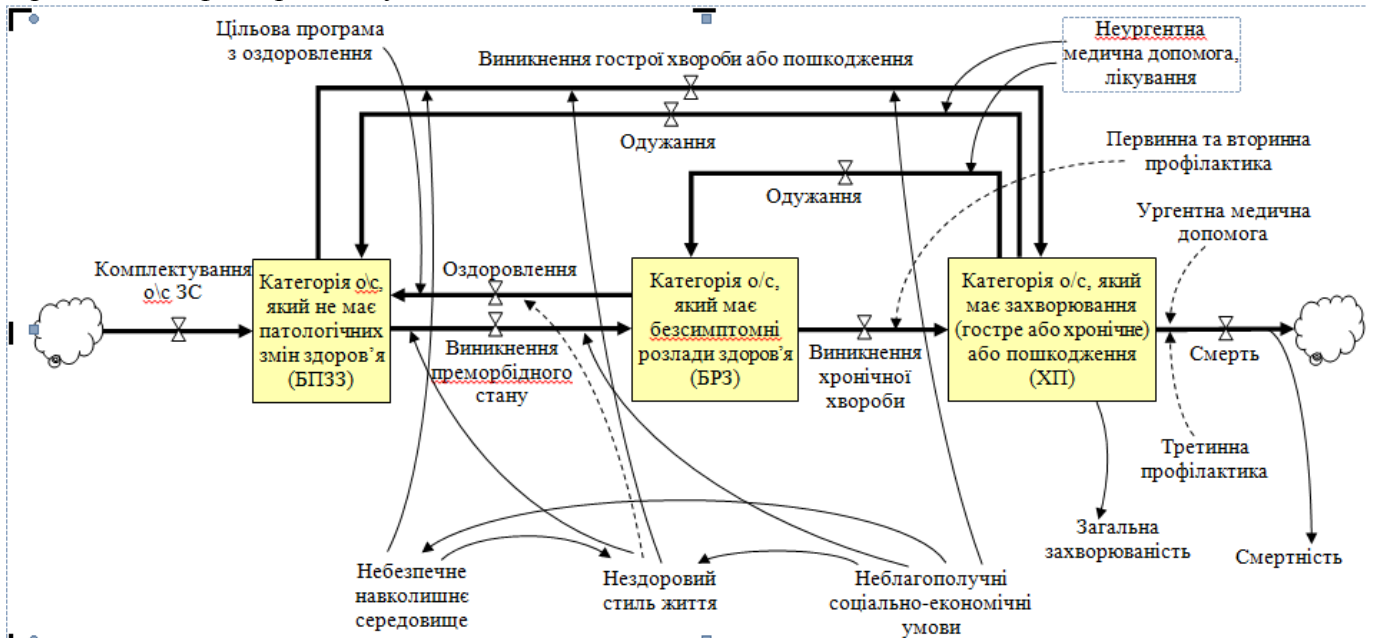 Цільова програма
з оздоровлення
Виникнення гострої хвороби або пошкодження
Неургентна
медична допомога,
лікування
Одужання
Первинна та вторинна
профілактика
Одужання
Ургентна медична
допомога
Комплектування
о\с ЗС
Категорія о\с,
який не має
патологічних
змін здоров’я
(БПЗЗ)
Оздоровлення
Виникнення
преморбідного
стану
Категорія о/с,
який має
безсимптомні
розлади здоров’я
(БРЗ)
Виникнення
хронічної
хвороби
Категорія о/с, який
має захворювання
(гостре або хронічне)
або пошкодження
(ХП)
Смерть
Третинна
профілактика
Загальна
захворюваність
Смертність
Небезпечне
навколишнє
середовище
Нездоровий
стиль життя
Неблагополучні
соціально-економічні
умови